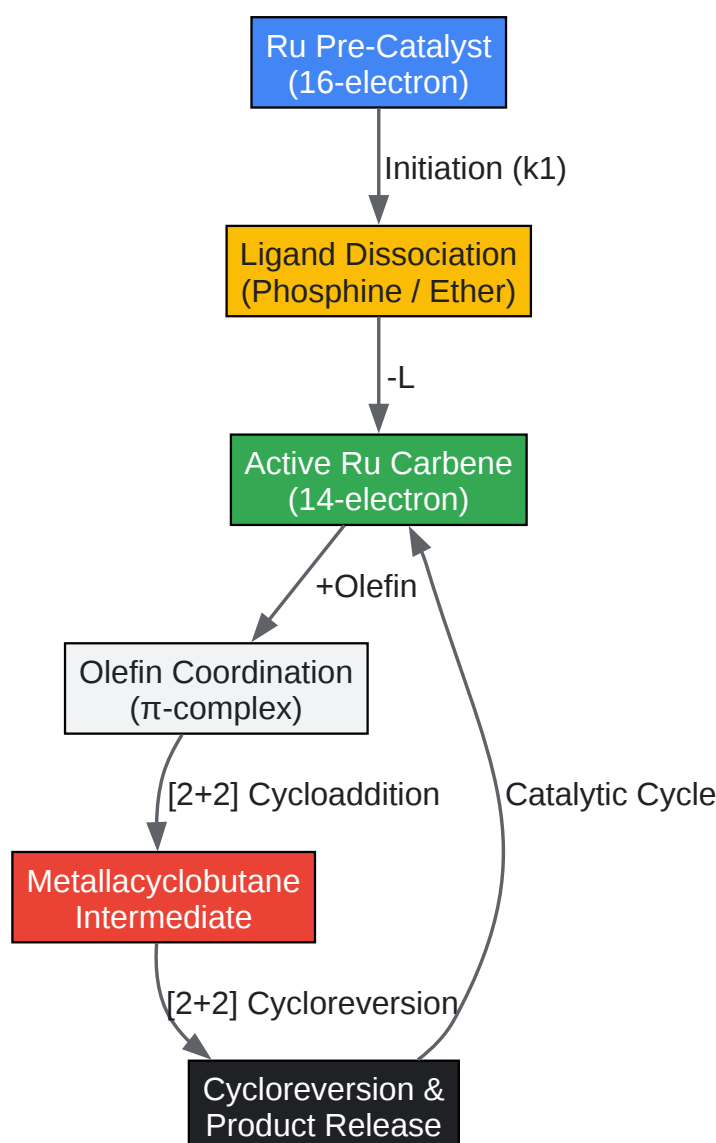 Ru Pre-Catalyst
(16-electron)
Initiation (k1)
Ligand Dissociation
(Phosphine / Ether)
-L
Active Ru Carbene
(14-electron)
+Olefin
Olefin Coordination
(π-complex)
[2+2] Cycloaddition
Catalytic Cycle
Metallacyclobutane
Intermediate
[2+2] Cycloreversion
Cycloreversion &
Product Release